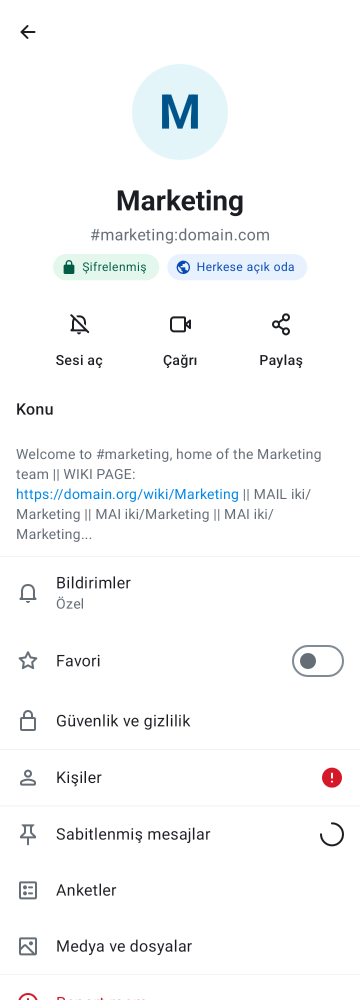 M
Marketing
#marketing:domain.com
Şifrelenmiş
Herkese açık oda
Sesi aç
Çağrı
Paylaş
Konu
Welcome to #marketing, home of the Marketing
team || WIKI PAGE:
https://domain.org/wiki/Marketing || MAIL iki/
Marketing || MAI iki/Marketing || MAI iki/
Marketing...
Bildirimler
Özel
Favori
Güvenlik ve gizlilik
Kişiler
Sabitlenmiş mesajlar
Anketler
Medya ve dosyalar